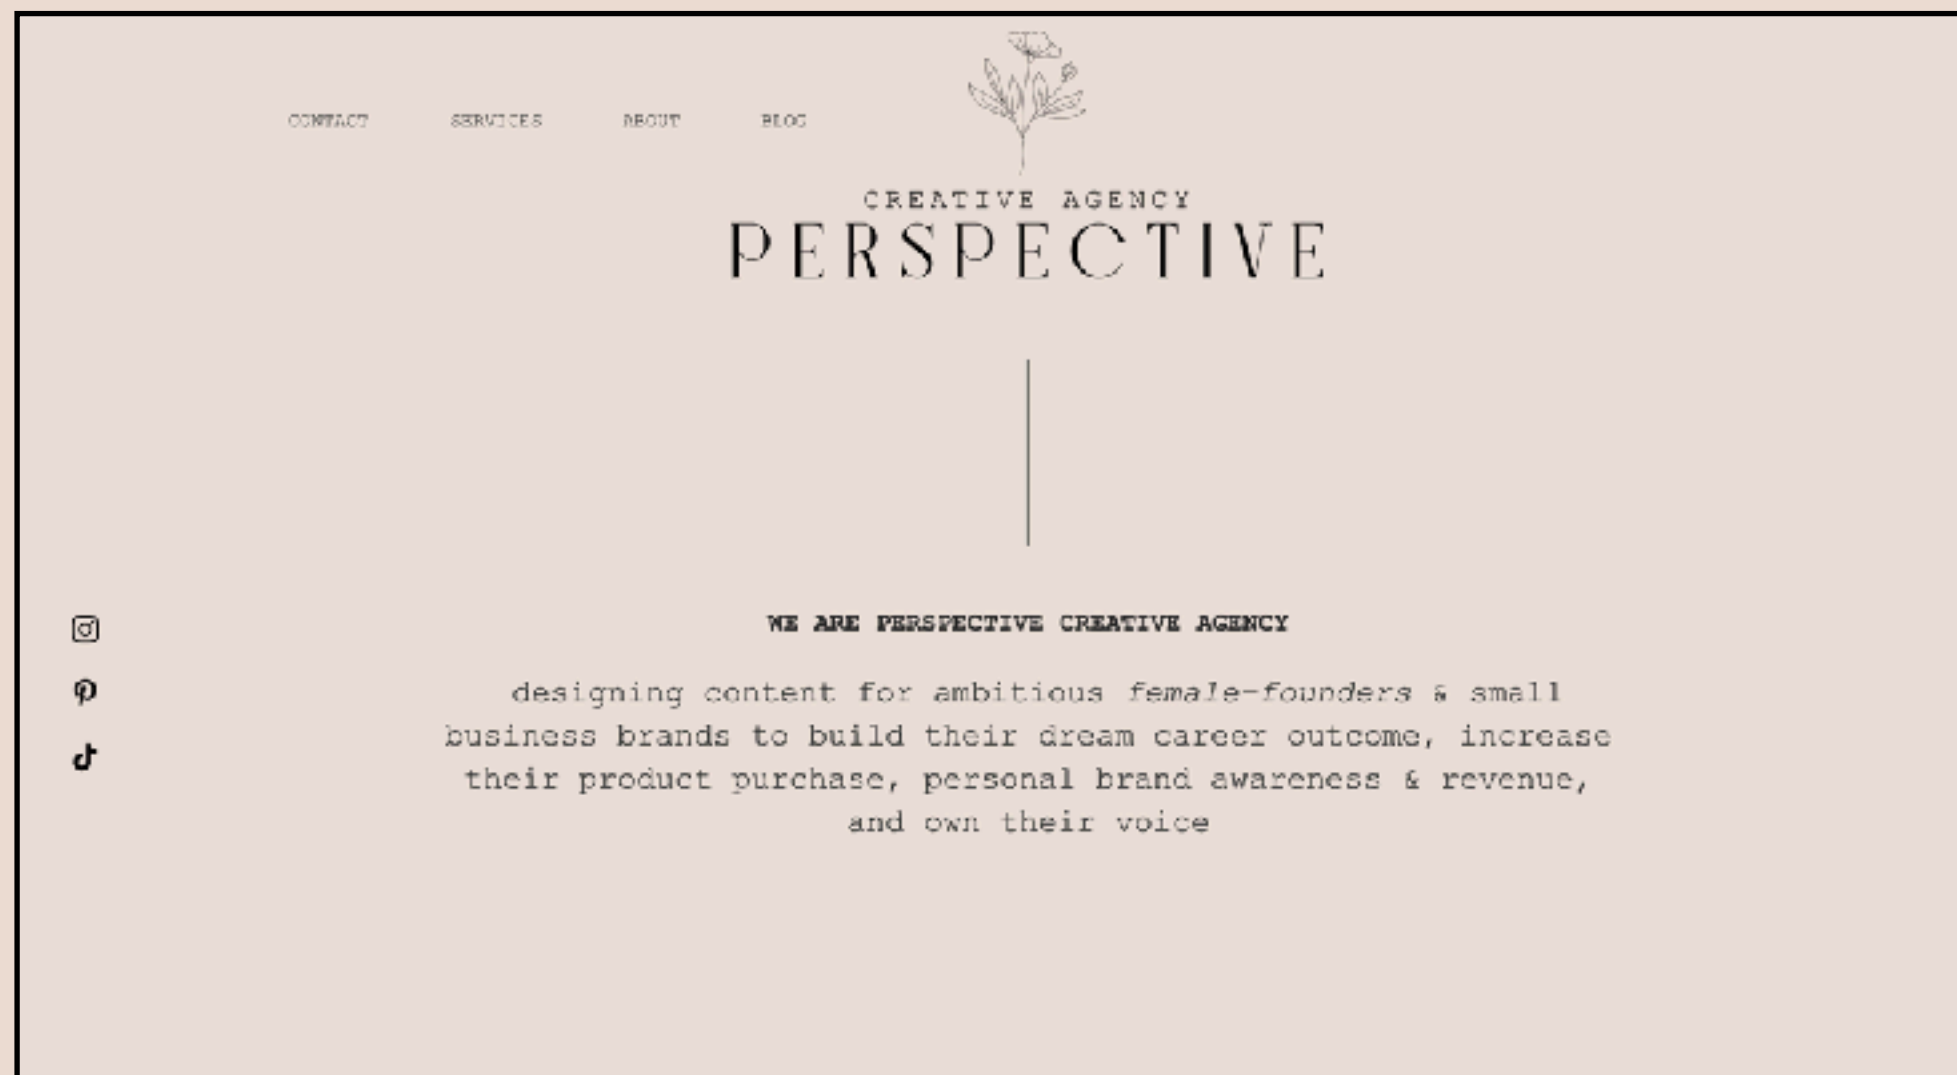 CONTACT SERVICES ABOUT BLOG
CREATIVE AGENCY
PERSPECTIVE
WE ARE PERSPECTIVE CREATIVE AGENCY
designing content for ambitious female-founders & small
business brands to build their dream career outcome, increase
their product purchase, personal brand awareness & revenue,
and own their voice